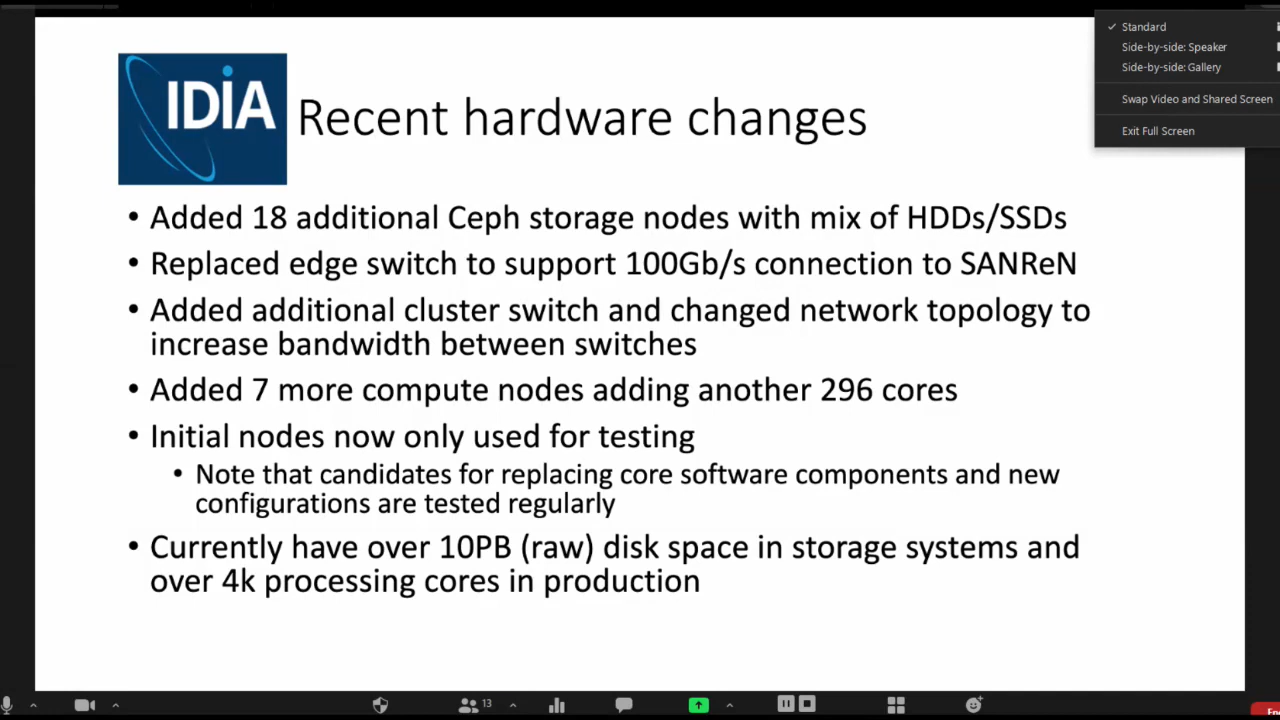 Standard
Side-by-side: Speaker
Side-by-side: Gallery
Swap Video and Shared Screen
Exit Full Screen
IDIA
Recent hardware changes
• Added 18 additional Ceph storage nodes with mix of HDDs/SSDs
• Replaced edge switch to support 100Gb/s connection to SANReN
• Added additional cluster switch and changed network topology to
increase bandwidth between switches
• Added 7 more compute nodes adding another 296 cores
• Initial nodes now only used for testing
• Note that candidates for replacing core software components and new
configurations are tested regularly
• Currently have over 10PB (raw) disk space in storage systems and
over 4k processing cores in production
13